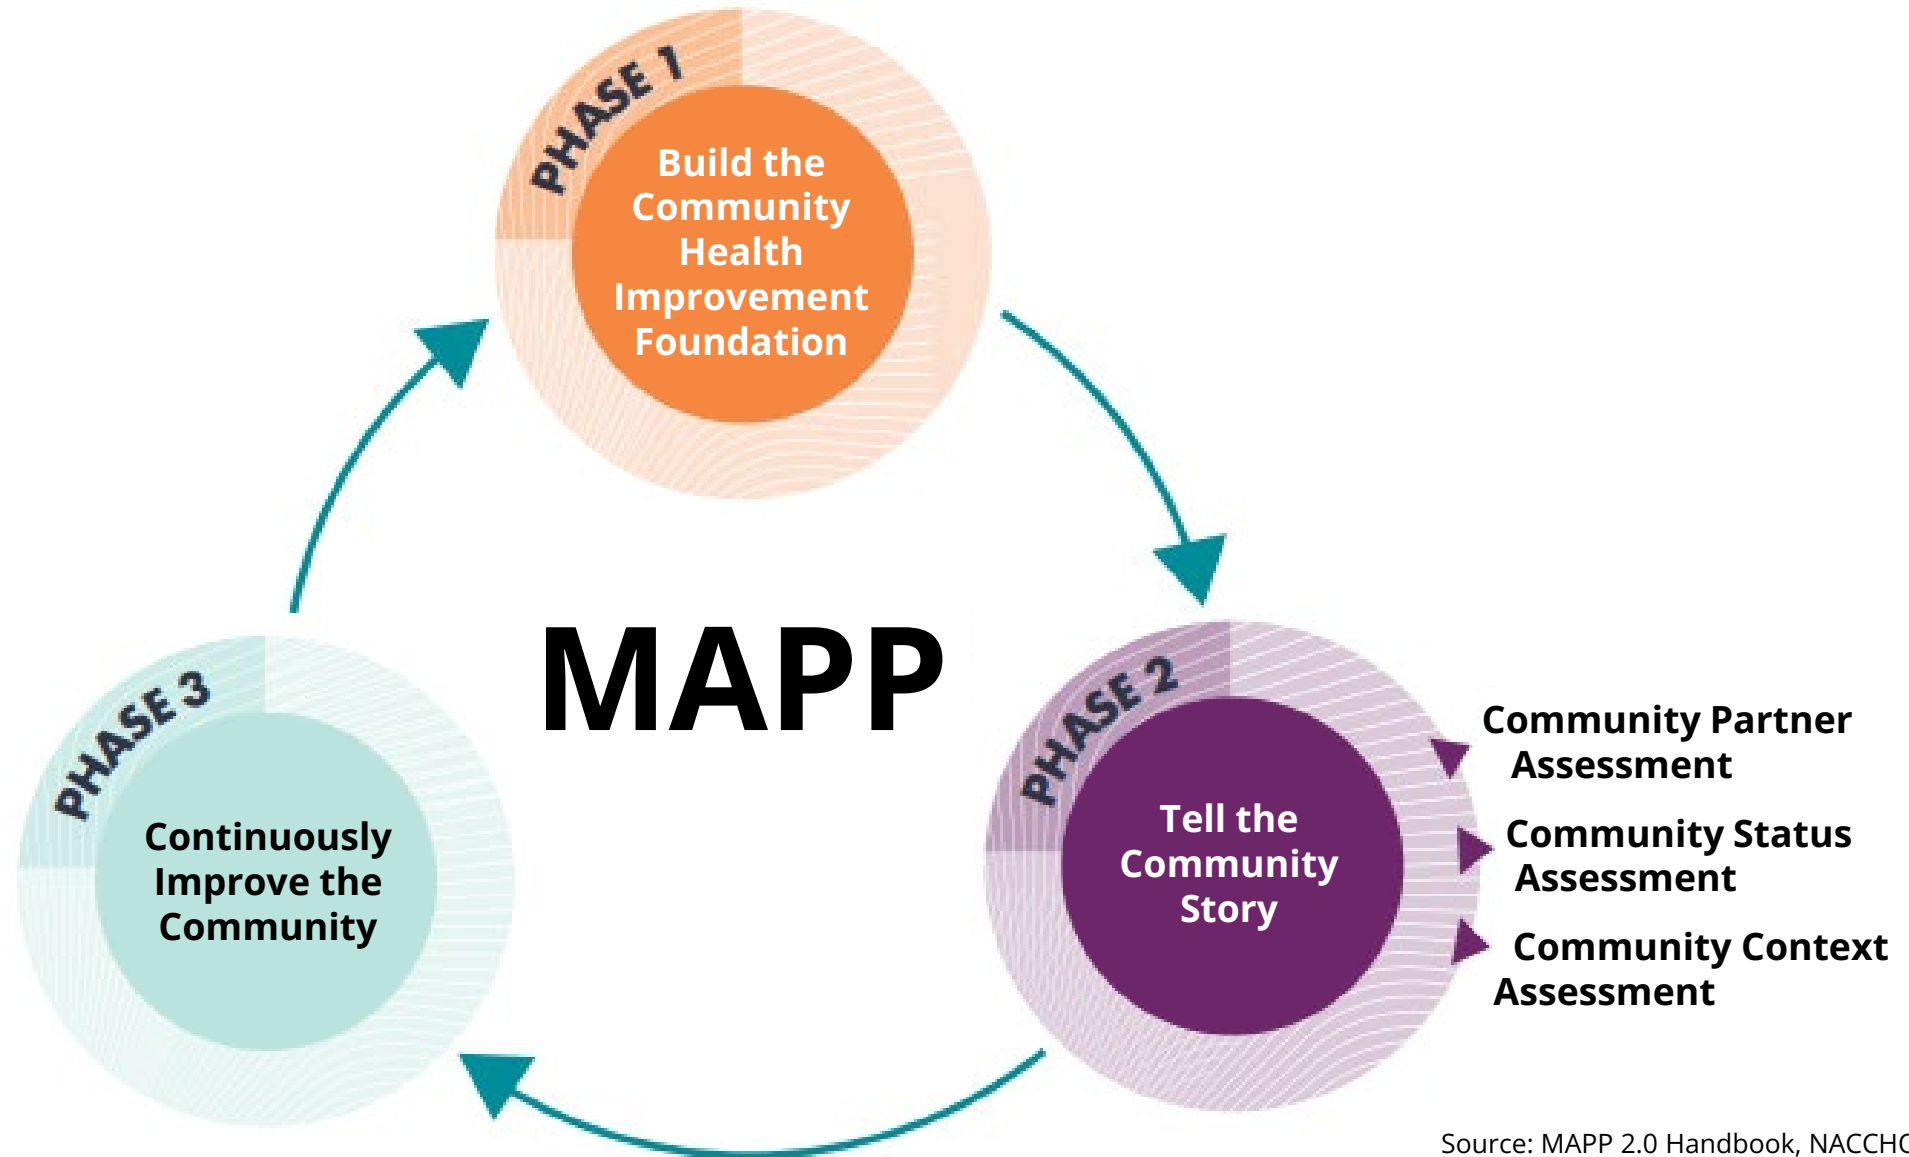 PHASE 1
Build the
Community
Health
Improvement
Foundation
MAPP
PHASE 2
Tell the
Community
Story
Community Partner
Assessment
Community Status
Assessment
Community Context
Assessment
PHASE 3
Continuously
Improve the
Community
Source: MAPP 2.0 Handbook, NACCHO